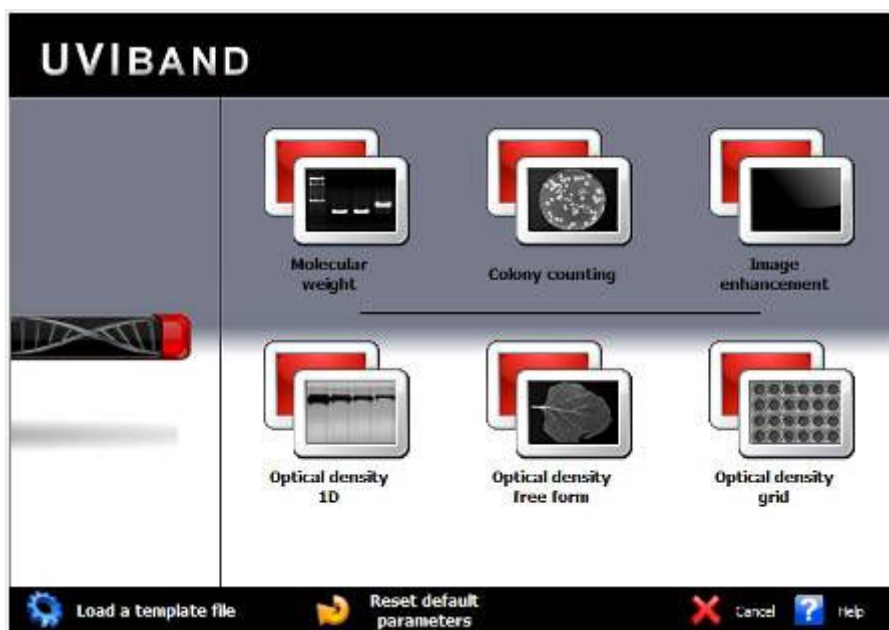 UVIBAND
Molecular
weight
Colony counting
Image
enhancement
Optical density
1D
Optical density
free form
Optical density
grid
Load a template file
Reset default
parameters
Cancel
Help